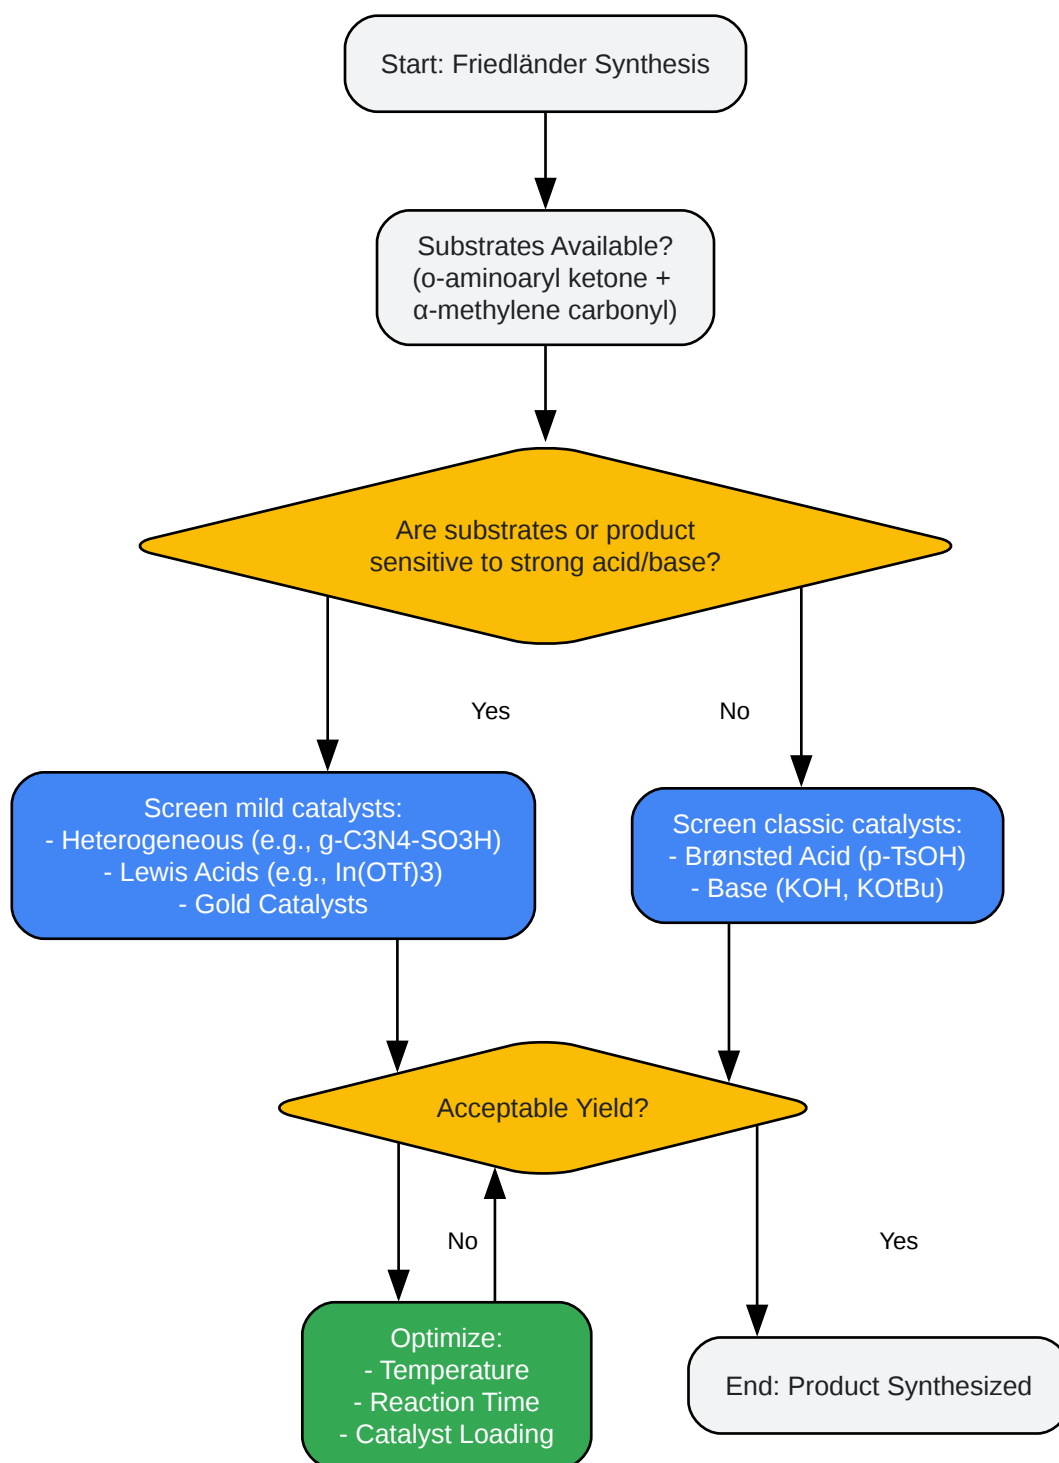 Start: Friedländer Synthesis
Substrates Available?
(o-aminoaryl ketone +
α-methylene carbonyl)
Are substrates or product
sensitive to strong acid/base?
Yes
No
Screen mild catalysts:
- Heterogeneous (e.g., g-C3N4-SO3H)
- Lewis Acids (e.g., In(OTf)3)
- Gold Catalysts
Screen classic catalysts:
- Brønsted Acid (p-TsOH)
- Base (KOH, KOtBu)
Acceptable Yield?
No
Yes
Optimize:
- Temperature
- Reaction Time
- Catalyst Loading
End: Product Synthesized